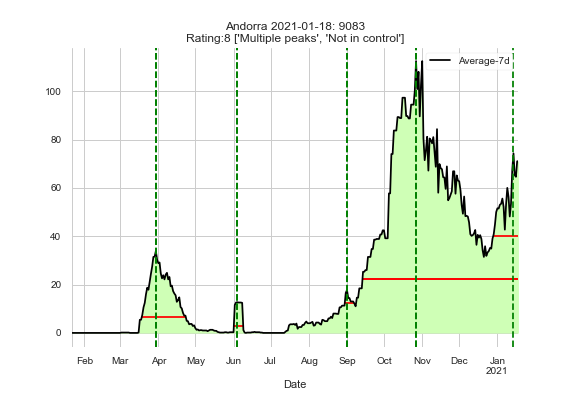 Andorra 2021-01-18: 9083
Rating:8 ['Multiple peaks', 'Not in control']
Average-7d
100
80
60
40
20
0
Feb Mar Apr May Jun Jul Aug Sep Oct Nov Dec Jan
2021
Date